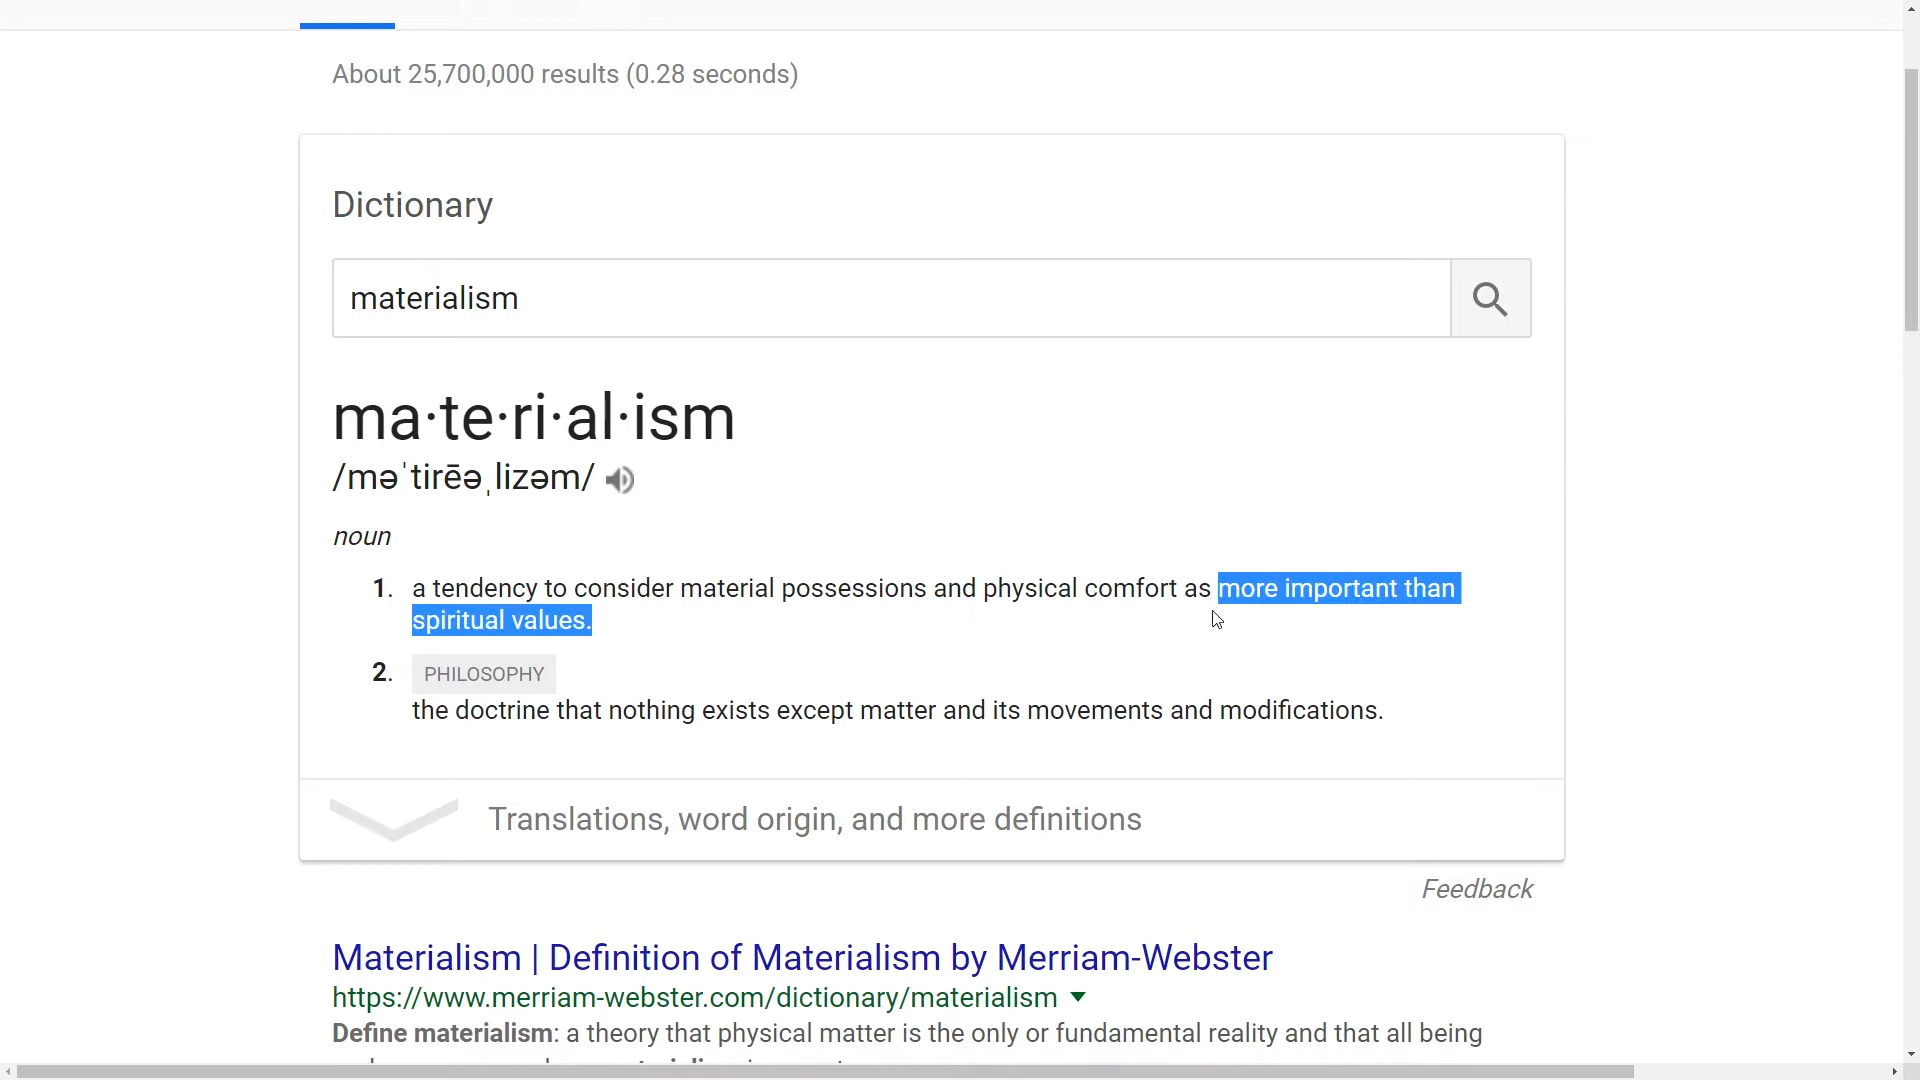 About 25,700,000 results (0.28 seconds)
Dictionary
materialism
ma·te·ri·al·ism
/məˈtirēəˌlizəm/
noun
1. a tendency to consider material possessions and physical comfort as more important than
spiritual values.
2. PHILOSOPHY
the doctrine that nothing exists except matter and its movements and modifications.
Translations, word origin, and more definitions
Feedback
Materialism | Definition of Materialism by Merriam-Webster
https://www.merriam-webster.com/dictionary/materialism
Define materialism: a theory that physical matter is the only or fundamental reality and that all being